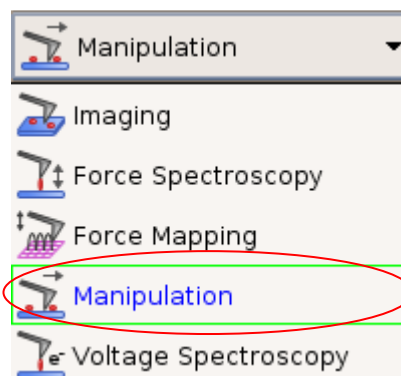 Manipulation
Imaging
Force Spectroscopy
Force Mapping
Manipulation
e- Voltage Spectroscopy